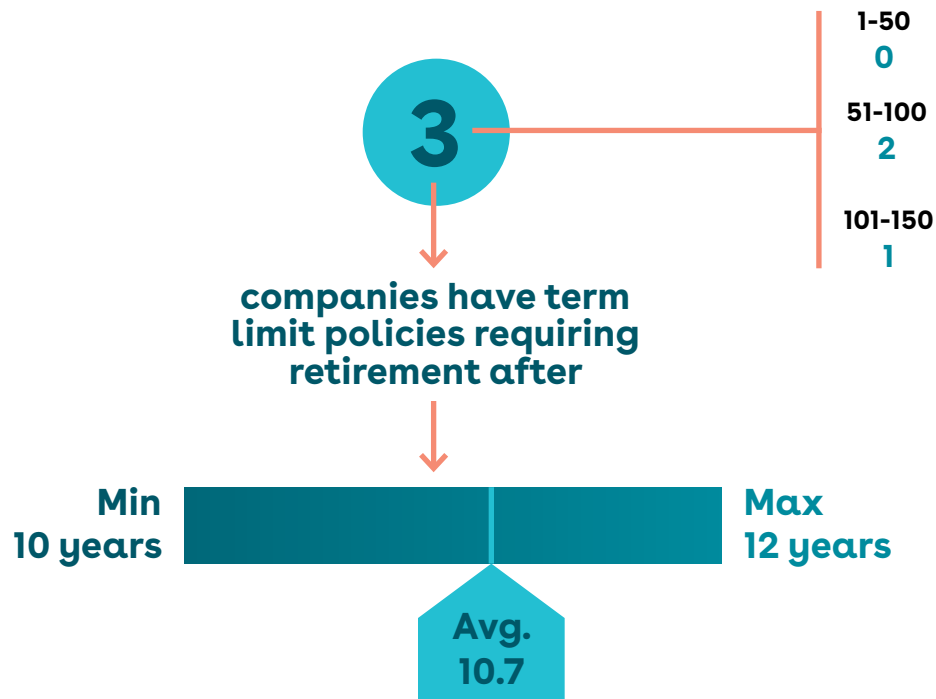 3
1-50
0
51-100
2
101-150
1
companies have term
limit policies requiring
retirement after
Min
10 years
Max
12 years
Avg.
10.7